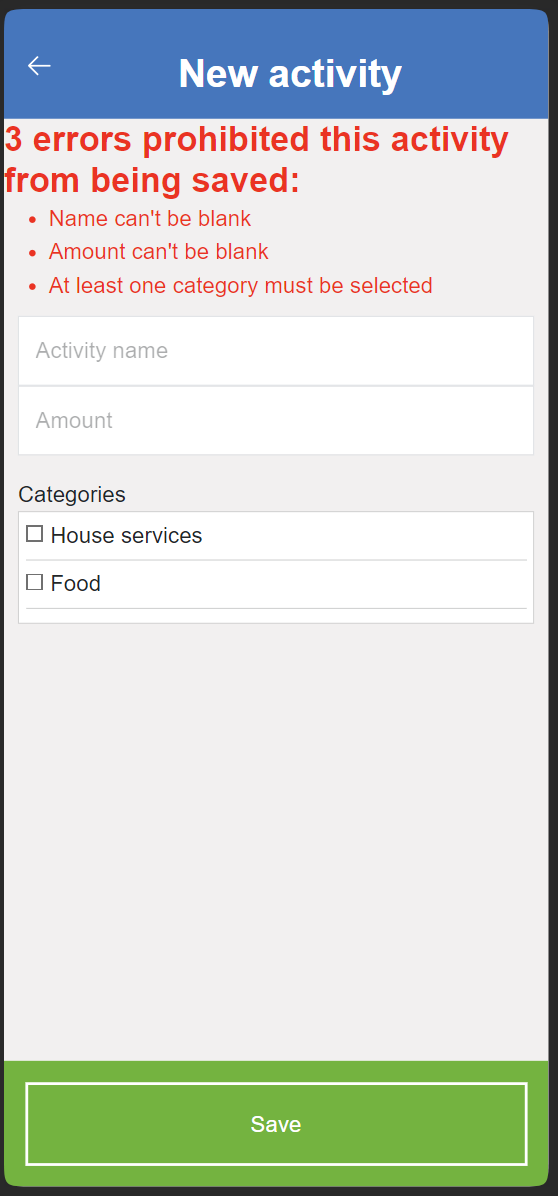 New activity
3 errors prohibited this activity
from being saved:
Name can't be blank
Amount can't be blank
At least one category must be selected
Activity name
Amount
Categories
House services
Food
Save